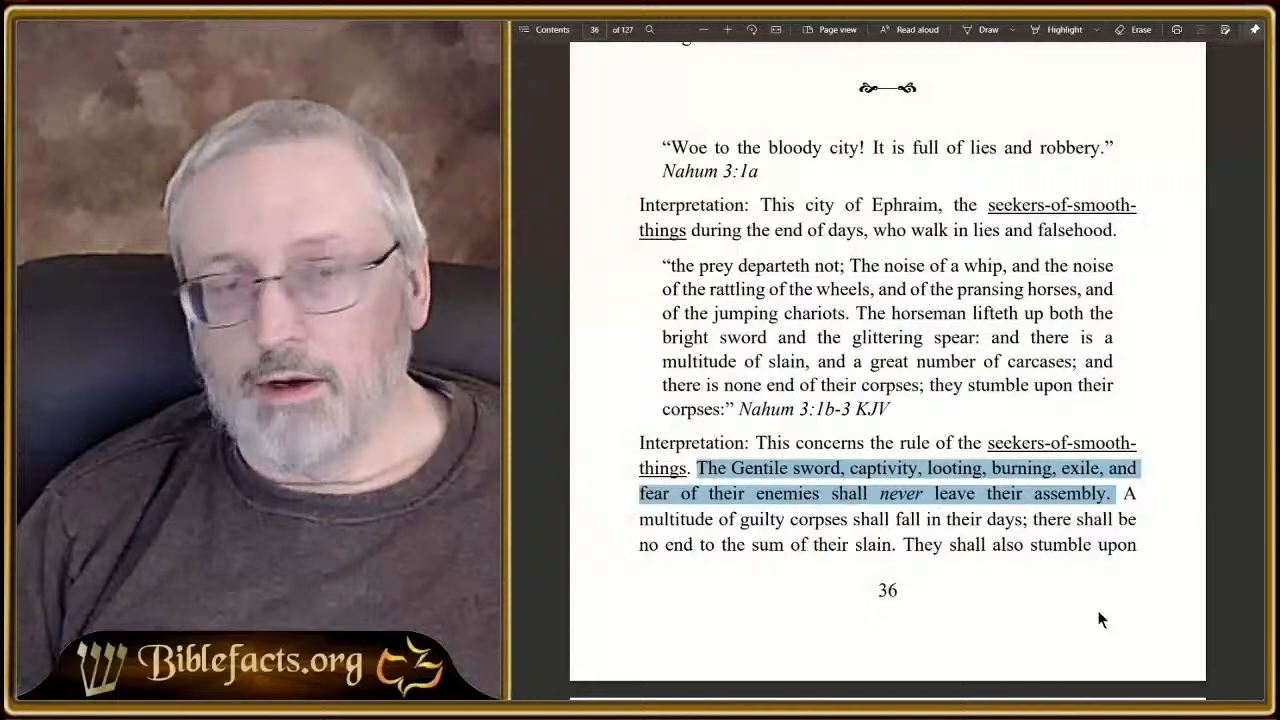 Contents 36 of 127 Page view Read aloud Draw Highlight Erase
“Woe to the bloody city! It is full of lies and robbery.”
Nahum 3:1a
Interpretation: This city of Ephraim, the seekers-of-smooth-
things during the end of days, who walk in lies and falsehood.
“the prey departeth not; The noise of a whip, and the noise
of the rattling of the wheels, and of the pransing horses, and
of the jumping chariots. The horseman lifteth up both the
bright sword and the glittering spear: and there is a
multitude of slain, and a great number of carcases; and
there is none end of their corpses; they stumble upon their
corpses:” Nahum 3:1b-3 KJV
Interpretation: This concerns the rule of the seekers-of-smooth-
things. The Gentile sword, captivity, looting, burning, exile, and
fear of their enemies shall never leave their assembly. A
multitude of guilty corpses shall fall in their days; there shall be
no end to the sum of their slain. They shall also stumble upon
36
Biblefacts.org